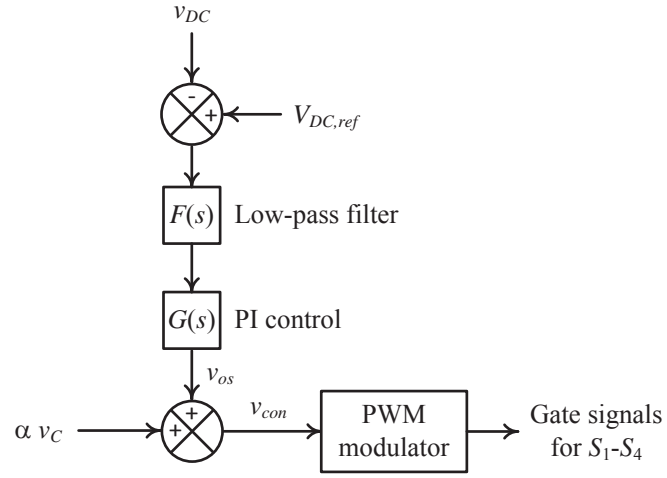 v_DC
-
+
V_DC,ref
F(s) Low-pass filter
G(s) PI control
v_os
+
+
α v_C
v_con
PWM
modulator
Gate signals
for S_1-S_4